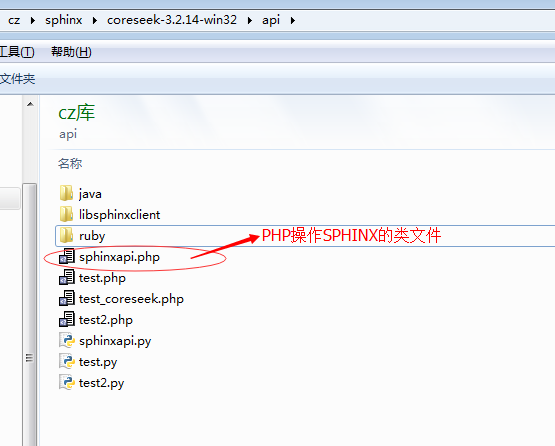 cz ▸ sphinx ▸ coreseek-3.2.14-win32 ▸ api ▸
工具(T) 帮助(H)
文件夹
cz库
api
名称
java
libsphinxclient
ruby
PHP操作SPHINX的类文件
sphinxapi.php
test.php
test_coreseek.php
test2.php
sphinxapi.py
test.py
test2.py